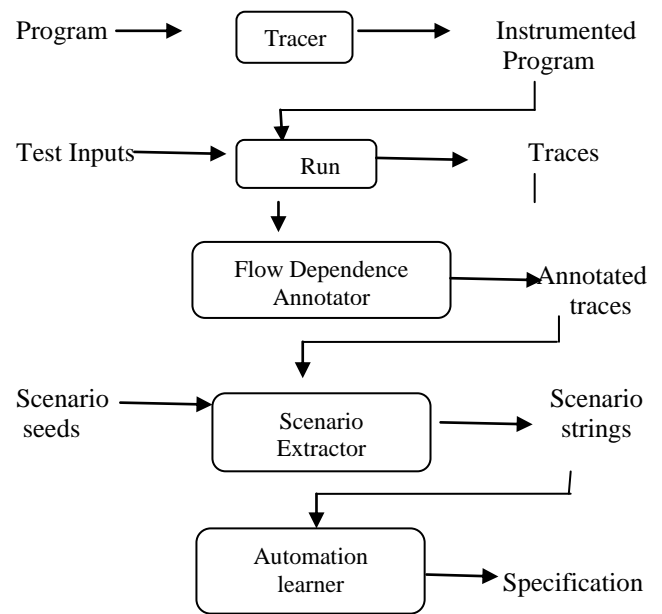 Program
Tracer
Instrumented
Program
Test Inputs
Run
Traces
Flow Dependence
Annotator
Annotated
traces
Scenario
seeds
Scenario
Extractor
Scenario
strings
Automation
learner
Specification